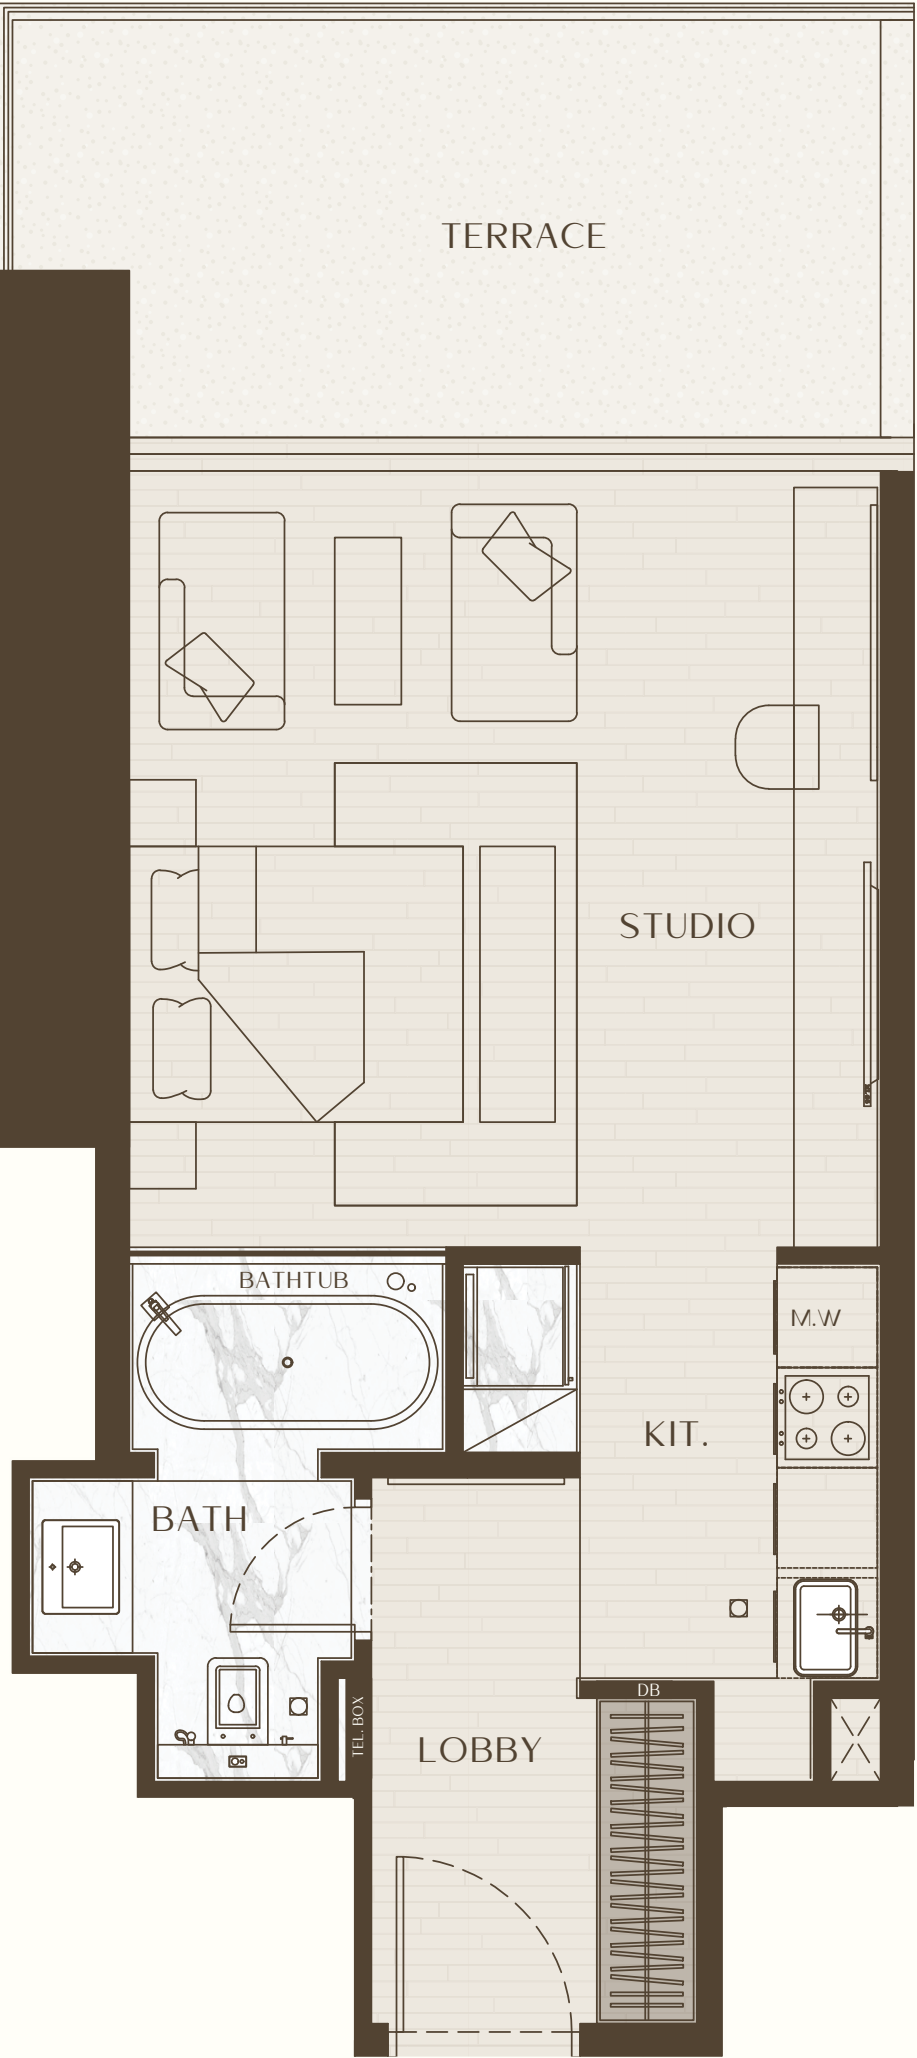 TERRACE
STUDIO
BATHTUB
M.W
KIT.
BATH
DB
TEL. BOX
LOBBY